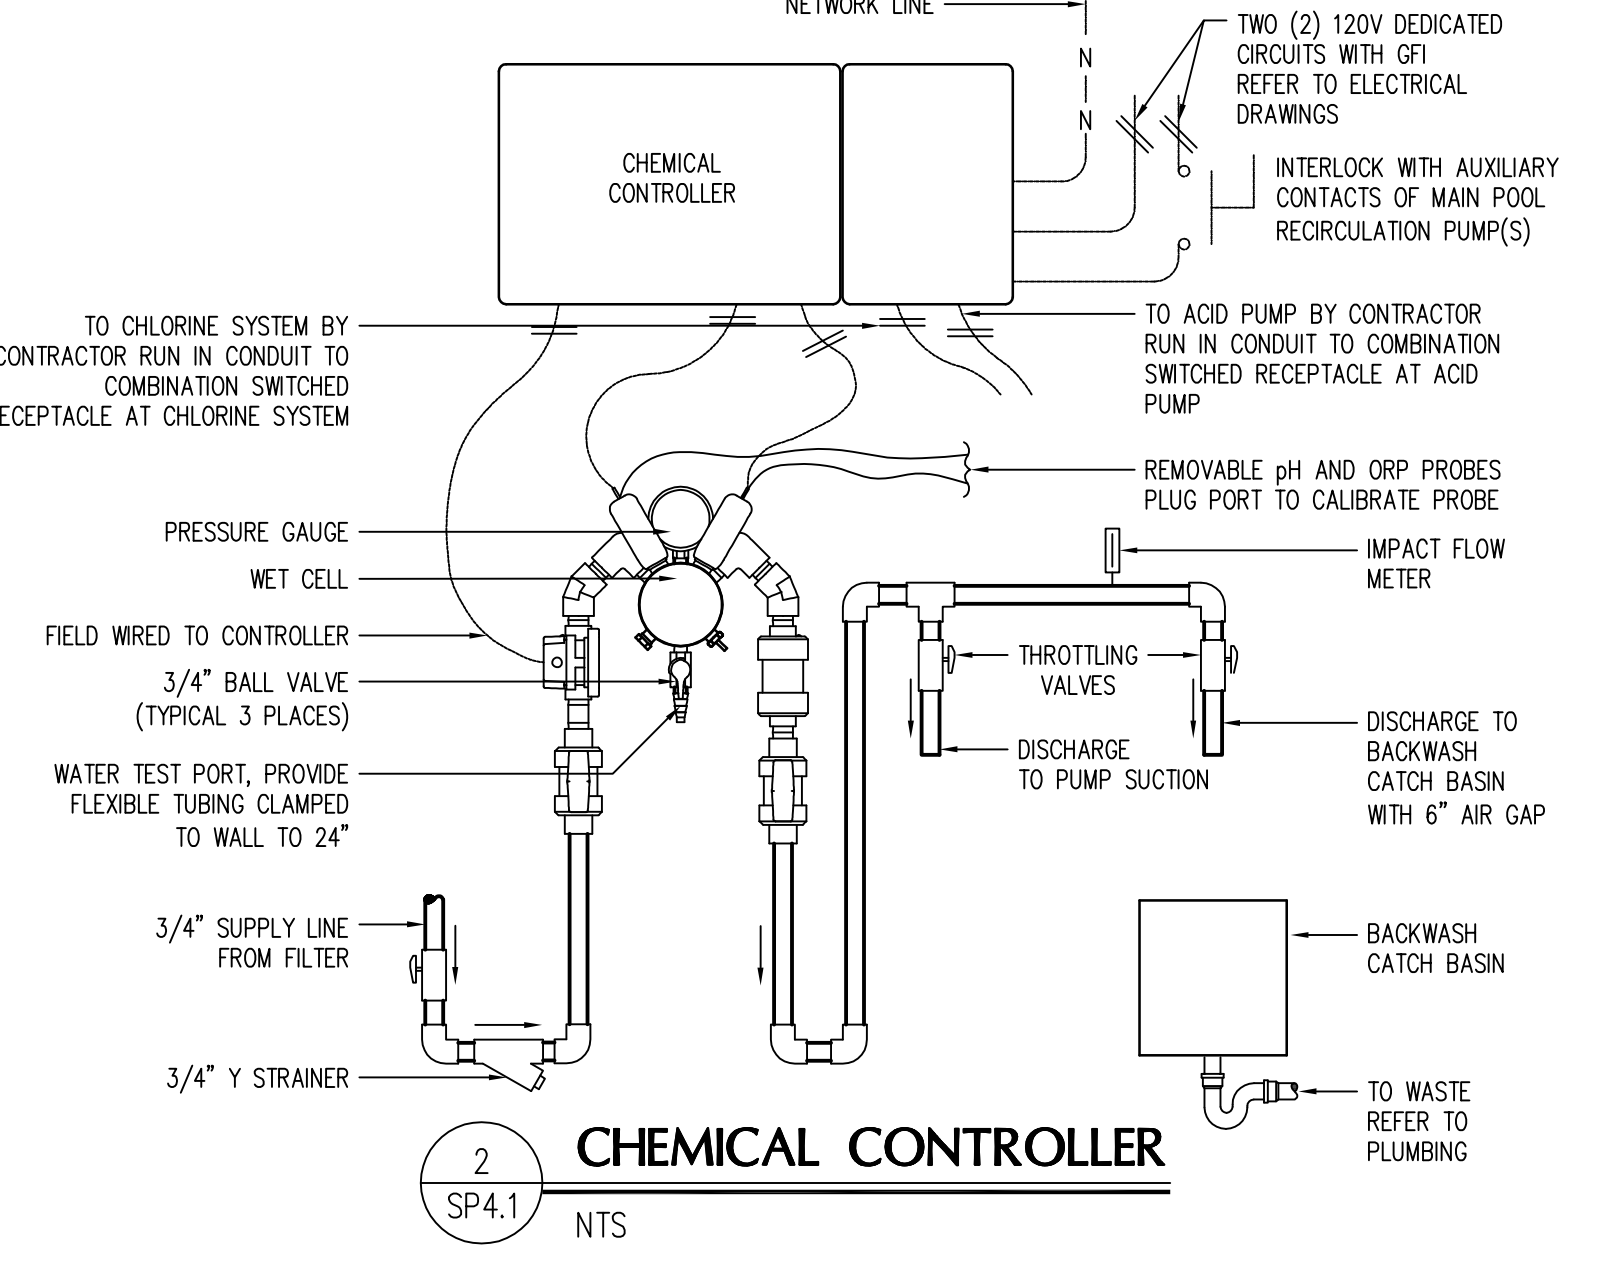 NETWORK LINE
TWO (2) 120V DEDICATED
CIRCUITS WITH GFI
REFER TO ELECTRICAL
DRAWINGS
N
N
CHEMICAL
CONTROLLER
INTERLOCK WITH AUXILIARY
CONTACTS OF MAIN POOL
RECIRCULATION PUMP(S)
TO CHLORINE SYSTEM BY
CONTRACTOR RUN IN CONDUIT TO
COMBINATION SWITCHED
ECEPTACLE AT CHLORINE SYSTEM
TO ACID PUMP BY CONTRACTOR
RUN IN CONDUIT TO COMBINATION
SWITCHED RECEPTACLE AT ACID
PUMP
REMOVABLE pH AND ORP PROBES
PLUG PORT TO CALIBRATE PROBE
PRESSURE GAUGE
WET CELL
IMPACT FLOW
METER
FIELD WIRED TO CONTROLLER
3/4” BALL VALVE
(TYPICAL 3 PLACES)
THROTTLING
VALVES
WATER TEST PORT, PROVIDE
FLEXIBLE TUBING CLAMPED
TO WALL TO 24”
DISCHARGE
TO PUMP SUCTION
DISCHARGE TO
BACKWASH
CATCH BASIN
WITH 6” AIR GAP
3/4” SUPPLY LINE
FROM FILTER
BACKWASH
CATCH BASIN
3/4” Y STRAINER
TO WASTE
REFER TO
PLUMBING
2
SP4.1
CHEMICAL CONTROLLER
NTS